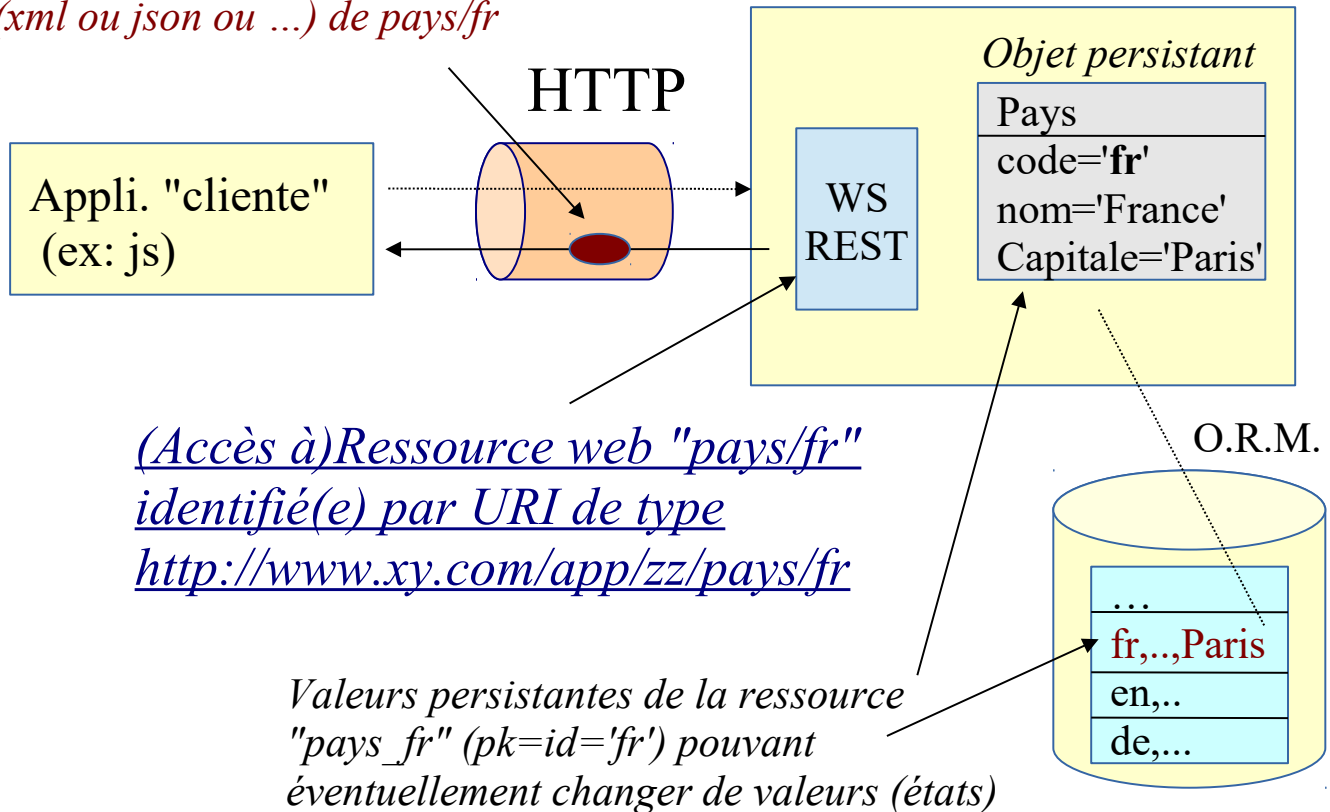 (xml ou json ou ...) de pays/fr
HTTP
Objet persistant
Pays
code='fr'
nom='France'
Capitale='Paris'
Appli. "cliente"
(ex: js)
WS
REST
(Accès à)Ressource web "pays/fr"
identifié(e) par URI de type
http://www.xy.com/app/zz/pays/fr
O.R.M.
...
fr,..,Paris
en,..
de,...
Valeurs persistantes de la ressource
"pays_fr" (pk=id='fr') pouvant
éventuellement changer de valeurs (états)